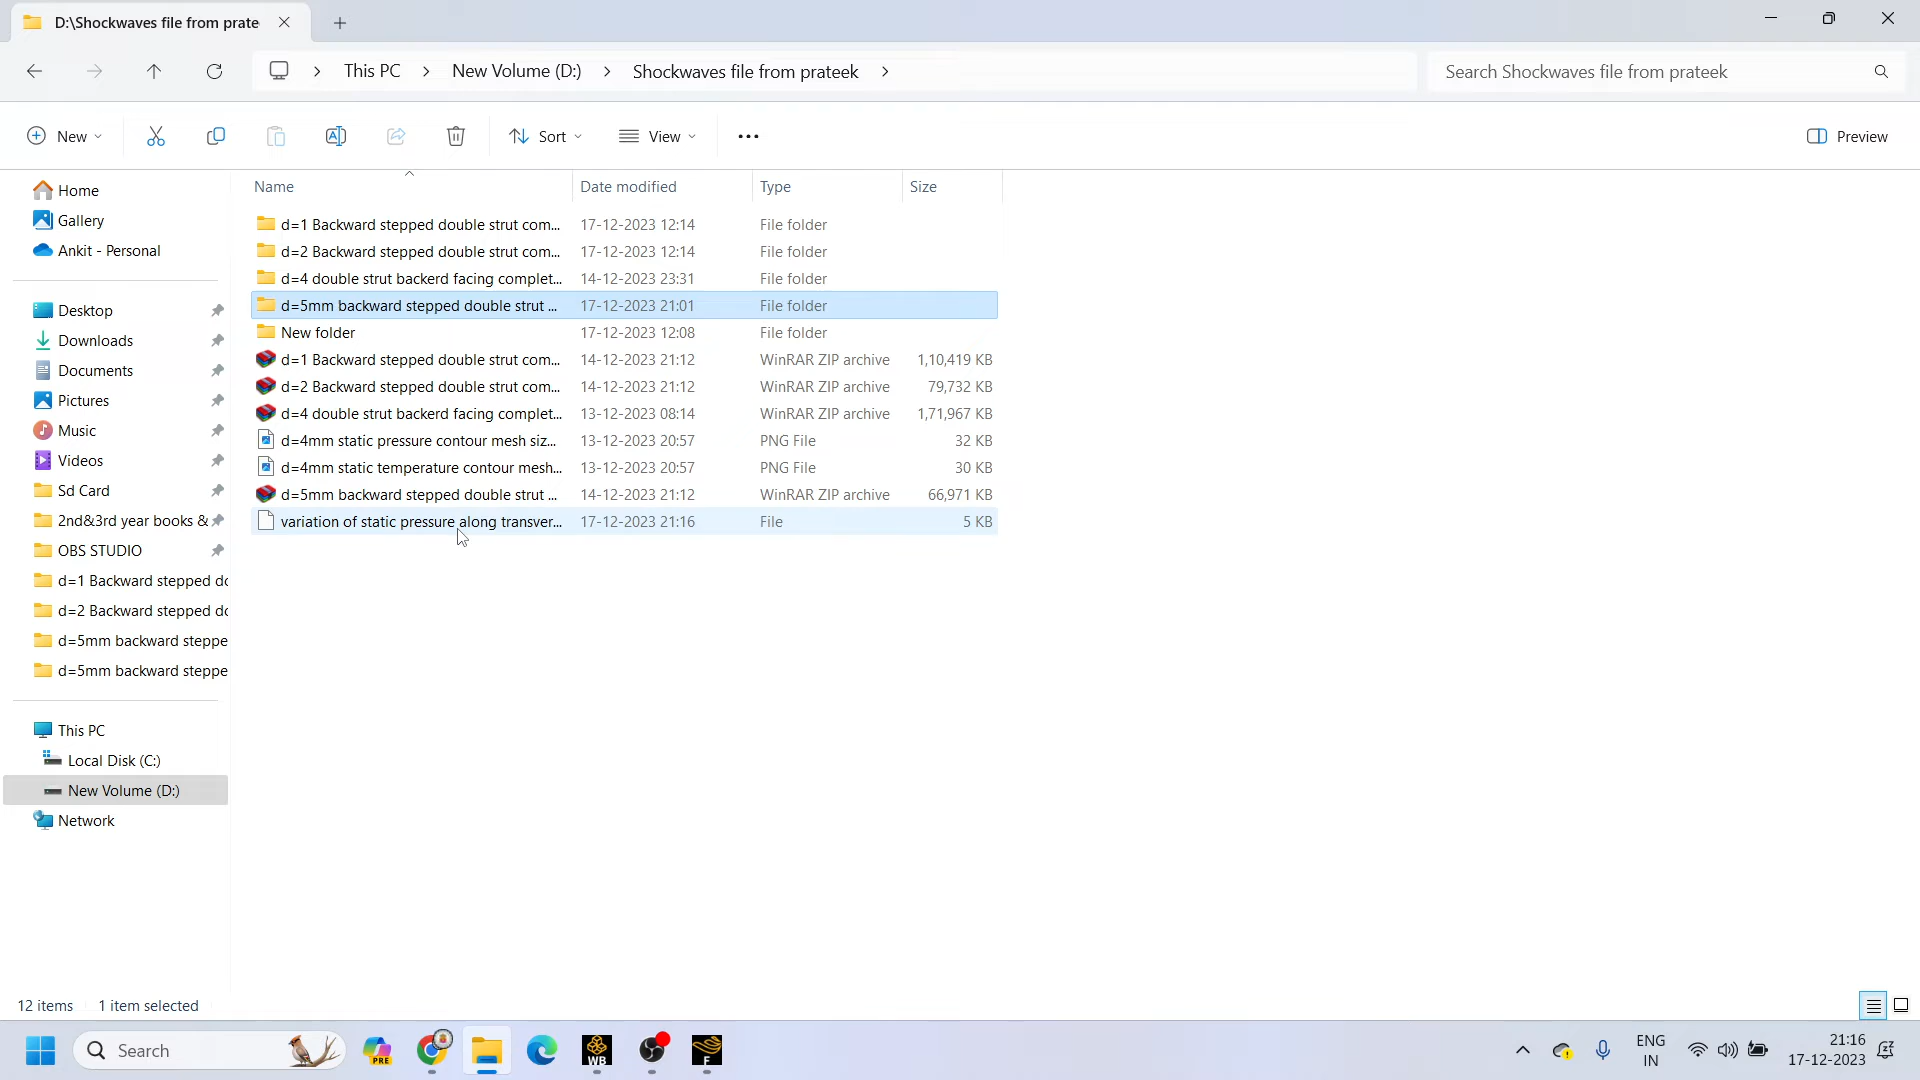 D:\Shockwaves file from prate
This PC
New Volume (D:)
Shockwaves file from prateek
Search Shockwaves file from prateek
New
Sort
View
Preview
Name
Date modified
Type
Size
Home
Gallery
Ankit - Personal
Desktop
Downloads
Documents
Pictures
Music
Videos
Sd Card
2nd&3rd year books &
OBS STUDIO
d=1 Backward stepped dc
d=2 Backward stepped dc
d=5mm backward steppe
d=5mm backward steppe
This PC
Local Disk (C:)
New Volume (D:)
Network
d=1 Backward stepped double strut com... 17-12-2023 12:14 File folder
d=2 Backward stepped double strut com... 17-12-2023 12:14 File folder
d=4 double strut backerd facing complet... 14-12-2023 23:31 File folder
d=5mm backward stepped double strut ... 17-12-2023 21:01 File folder
New folder 17-12-2023 12:08 File folder
d=1 Backward stepped double strut com... 14-12-2023 21:12 WinRAR ZIP archive 1,10,419 KB
d=2 Backward stepped double strut com... 14-12-2023 21:12 WinRAR ZIP archive 79,732 KB
d=4 double strut backerd facing complet... 13-12-2023 08:14 WinRAR ZIP archive 1,71,967 KB
d=4mm static pressure contour mesh siz... 13-12-2023 20:57 PNG File 32 KB
d=4mm static temperature contour mesh... 13-12-2023 20:57 PNG File 30 KB
d=5mm backward stepped double strut ... 14-12-2023 21:12 WinRAR ZIP archive 66,971 KB
variation of static pressure along transver... 17-12-2023 21:16 File 5 KB
12 items 1 item selected
Search
PRE
WB
F
ENG
IN
21:16
17-12-2023